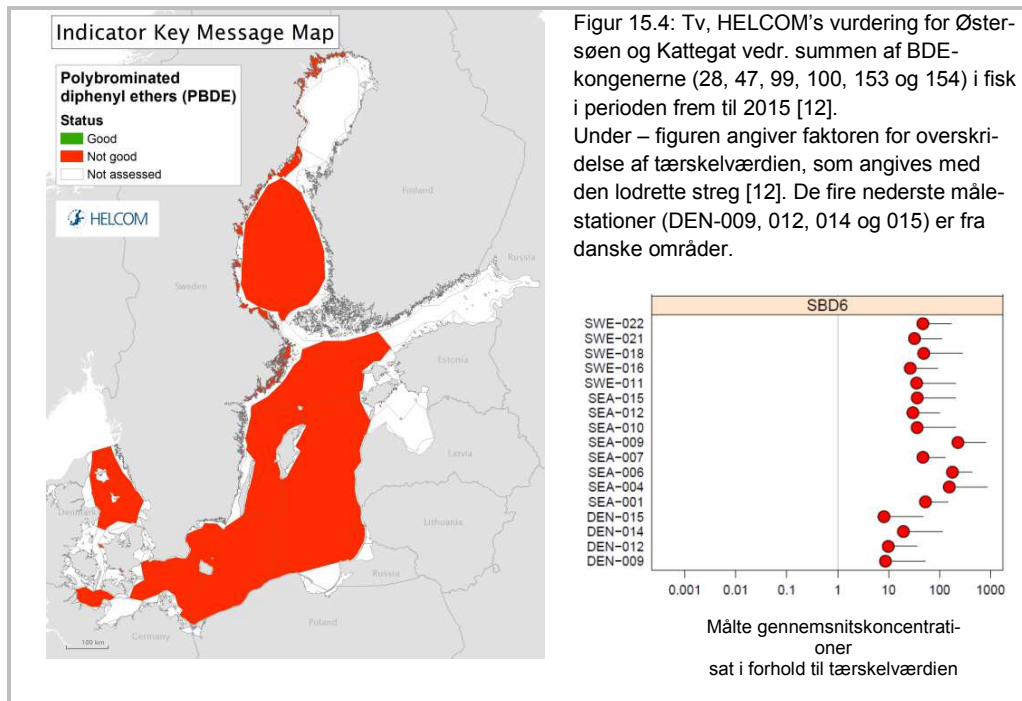 Indicator Key Message Map
Polybrominated
diphenyl ethers (PBDE)
Status
Good
Not good
Not assessed
HELCOM
Finland
Russia
Sweden
Estonia
Latvia
Denmark
Lithuania
Russia
Poland
Germany
100 km
Figur 15.4: Tv, HELCOM’s vurdering for Øster-
søen og Kattegat vedr. summen af BDE-
kongenerne (28, 47, 99, 100, 153 og 154) i fisk
i perioden frem til 2015 [12].
Under – figuren angiver faktoren for overskri-
delse af tærskelværdien, som angives med
den lodrette streg [12]. De fire nederste måle-
stationer (DEN-009, 012, 014 og 015) er fra
danske områder.
SBD6
SWE-022
SWE-021
SWE-018
SWE-016
SWE-011
SEA-015
SEA-012
SEA-010
SEA-009
SEA-007
SEA-006
SEA-004
SEA-001
DEN-015
DEN-014
DEN-012
DEN-009
0.001 0.01 0.1 1 10 100 1000
Målte gennemsnitskoncentrati-
oner
sat i forhold til tærskelværdien